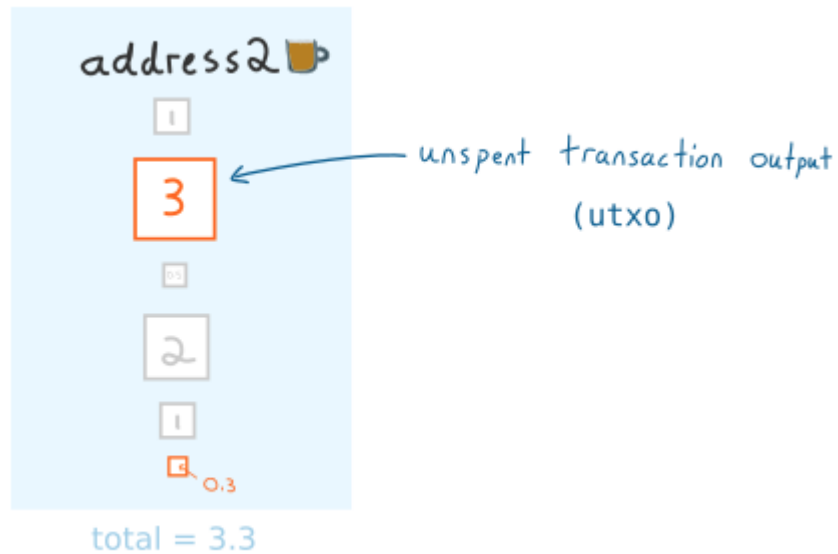 address2
1
3
unspent transaction output
(utxo)
0.5
2
1
0.3
total = 3.3